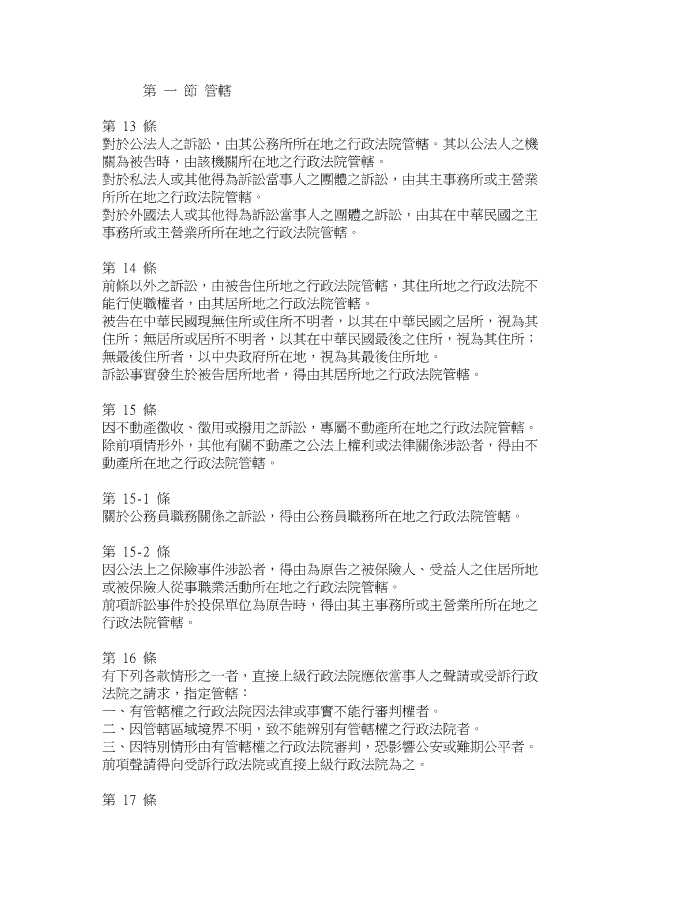 第 一 節 管轄
第 13 條
對於公法人之訴訟，由其公務所所在地之行政法院管轄。其以公法人之機
關為被告時，由該機關所在地之行政法院管轄。
對於私法人或其他得為訴訟當事人之團體之訴訟，由其主事務所或主營業
所所在地之行政法院管轄。
對於外國法人或其他得為訴訟當事人之團體之訴訟，由其在中華民國之主
事務所或主營業所所在地之行政法院管轄。
第 14 條
前條以外之訴訟，由被告住所地之行政法院管轄，其住所地之行政法院不
能行使職權者，由其居所地之行政法院管轄。
被告在中華民國現無住所或住所不明者，以其在中華民國之居所，視為其
住所；無居所或居所不明者，以其在中華民國最後之住所，視為其住所；
無最後住所者，以中央政府所在地，視為其最後住所地。
訴訟事實發生於被告居所地者，得由其居所地之行政法院管轄。
第 15 條
因不動產徵收、徵用或撥用之訴訟，專屬不動產所在地之行政法院管轄。
除前項情形外，其他有關不動產之公法上權利或法律關係涉訟者，得由不
動產所在地之行政法院管轄。
第 15-1 條
關於公務員職務關係之訴訟，得由公務員職務所在地之行政法院管轄。
第 15-2 條
因公法上之保險事件涉訟者，得由為原告之被保險人、受益人之住居所地
或被保險人從事職業活動所在地之行政法院管轄。
前項訴訟事件於投保單位為原告時，得由其主事務所或主營業所所在地之
行政法院管轄。
第 16 條
有下列各款情形之一者，直接上級行政法院應依當事人之聲請或受訴行政
法院之請求，指定管轄：
一、有管轄權之行政法院因法律或事實不能行審判權者。
二、因管轄區域境界不明，致不能辨別有管轄權之行政法院者。
三、因特別情形由有管轄權之行政法院審判，恐影響公安或難期公平者。
前項聲請得向受訴行政法院或直接上級行政法院為之。
第 17 條